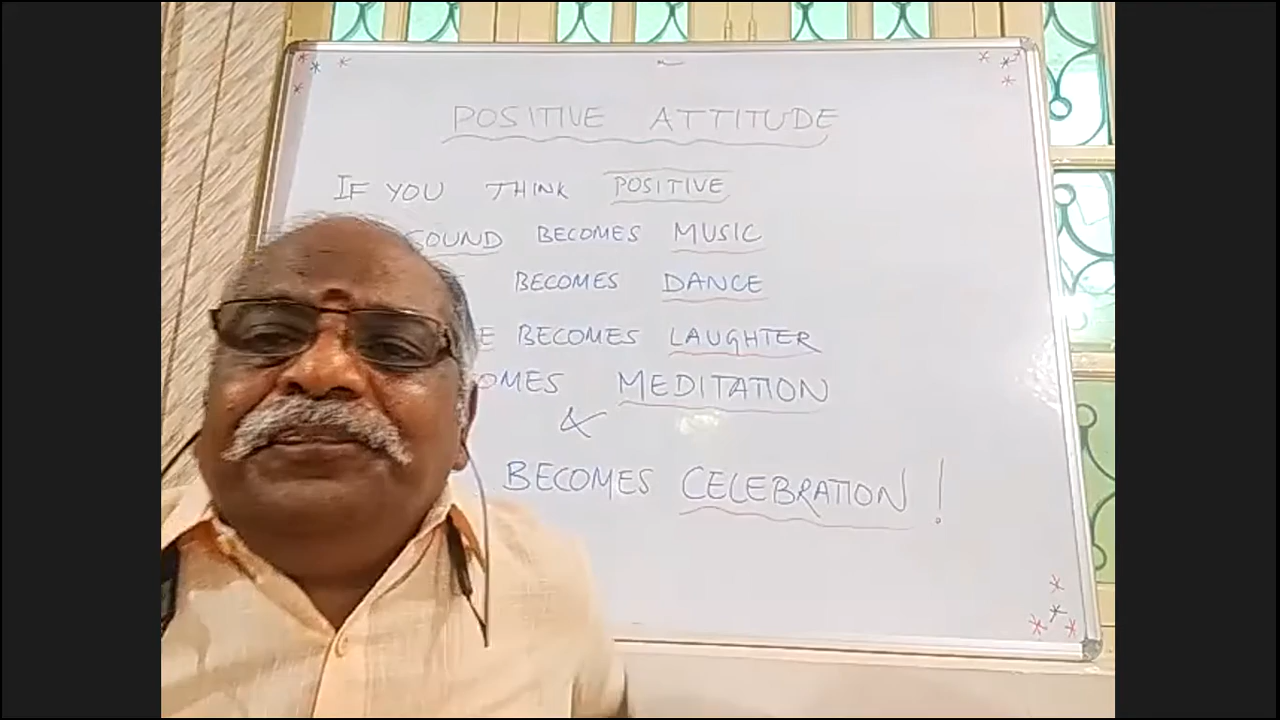 POSITIVE ATTITUDE
IF YOU THINK POSITIVE
SOUND BECOMES MUSIC
BECOMES DANCE
BECOMES LAUGHTER
MEDITATION
&
BECOMES CELEBRATION !